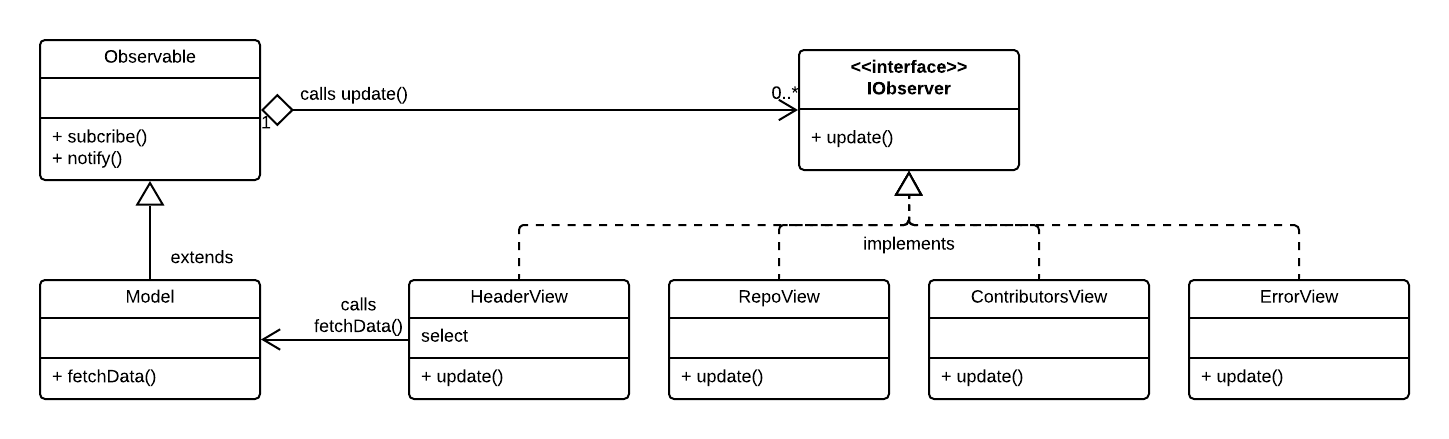 Observable
+ subcribe()
+ notify()
calls update()
1
0..*
<<interface>>
IObserver
+ update()
extends
implements
Model
+ fetchData()
calls
fetchData()
HeaderView
select
+ update()
RepoView
+ update()
ContributorsView
+ update()
ErrorView
+ update()